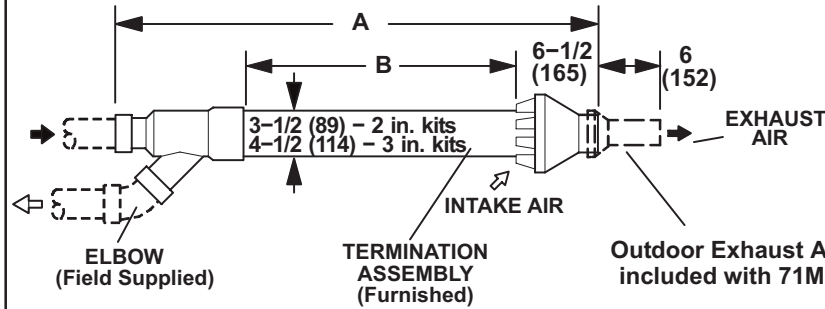 A
B
6-1/2
(165)
6
(152)
3-1/2 (89) - 2 in. kits
4-1/2 (114) - 3 in. kits
EXHAUST
AIR
INTAKE AIR
ELBOW
(Field Supplied)
TERMINATION
ASSEMBLY
(Furnished)
Outdoor Exhaust A
included with 71M